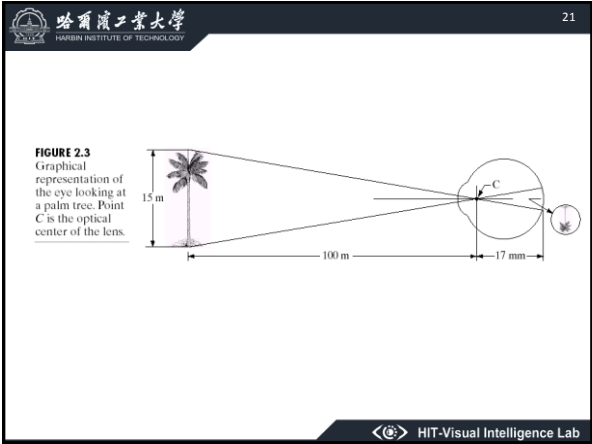 哈爾濱工業大學
HARBIN INSTITUTE OF TECHNOLOGY
21
FIGURE 2.3
Graphical
representation of
the eye looking at
a palm tree. Point
C is the optical
center of the lens.
15 m
C
100 m
17 mm
HIT-Visual Intelligence Lab